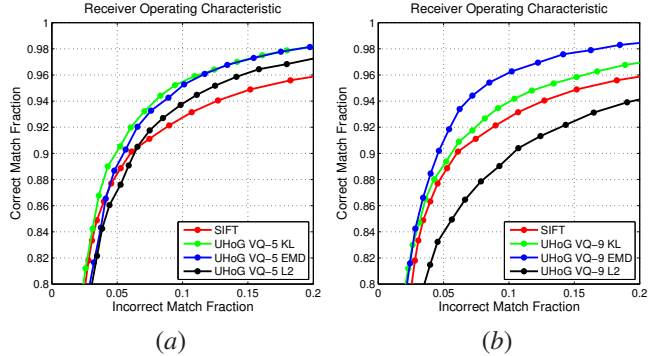 Receiver Operating Characteristic
1
0.98
0.96
0.94
0.92
0.9
0.88
0.86
0.84
0.82
0.8
Correct Match Fraction
SIFT
UHoG VQ−5 KL
UHoG VQ−5 EMD
UHoG VQ−5 L2
0 0.05 0.1 0.15 0.2
Incorrect Match Fraction
(a)
Receiver Operating Characteristic
1
0.98
0.96
0.94
0.92
0.9
0.88
0.86
0.84
0.82
0.8
Correct Match Fraction
SIFT
UHoG VQ−9 KL
UHoG VQ−9 EMD
UHoG VQ−9 L2
0 0.05 0.1 0.15 0.2
Incorrect Match Fraction
(b)